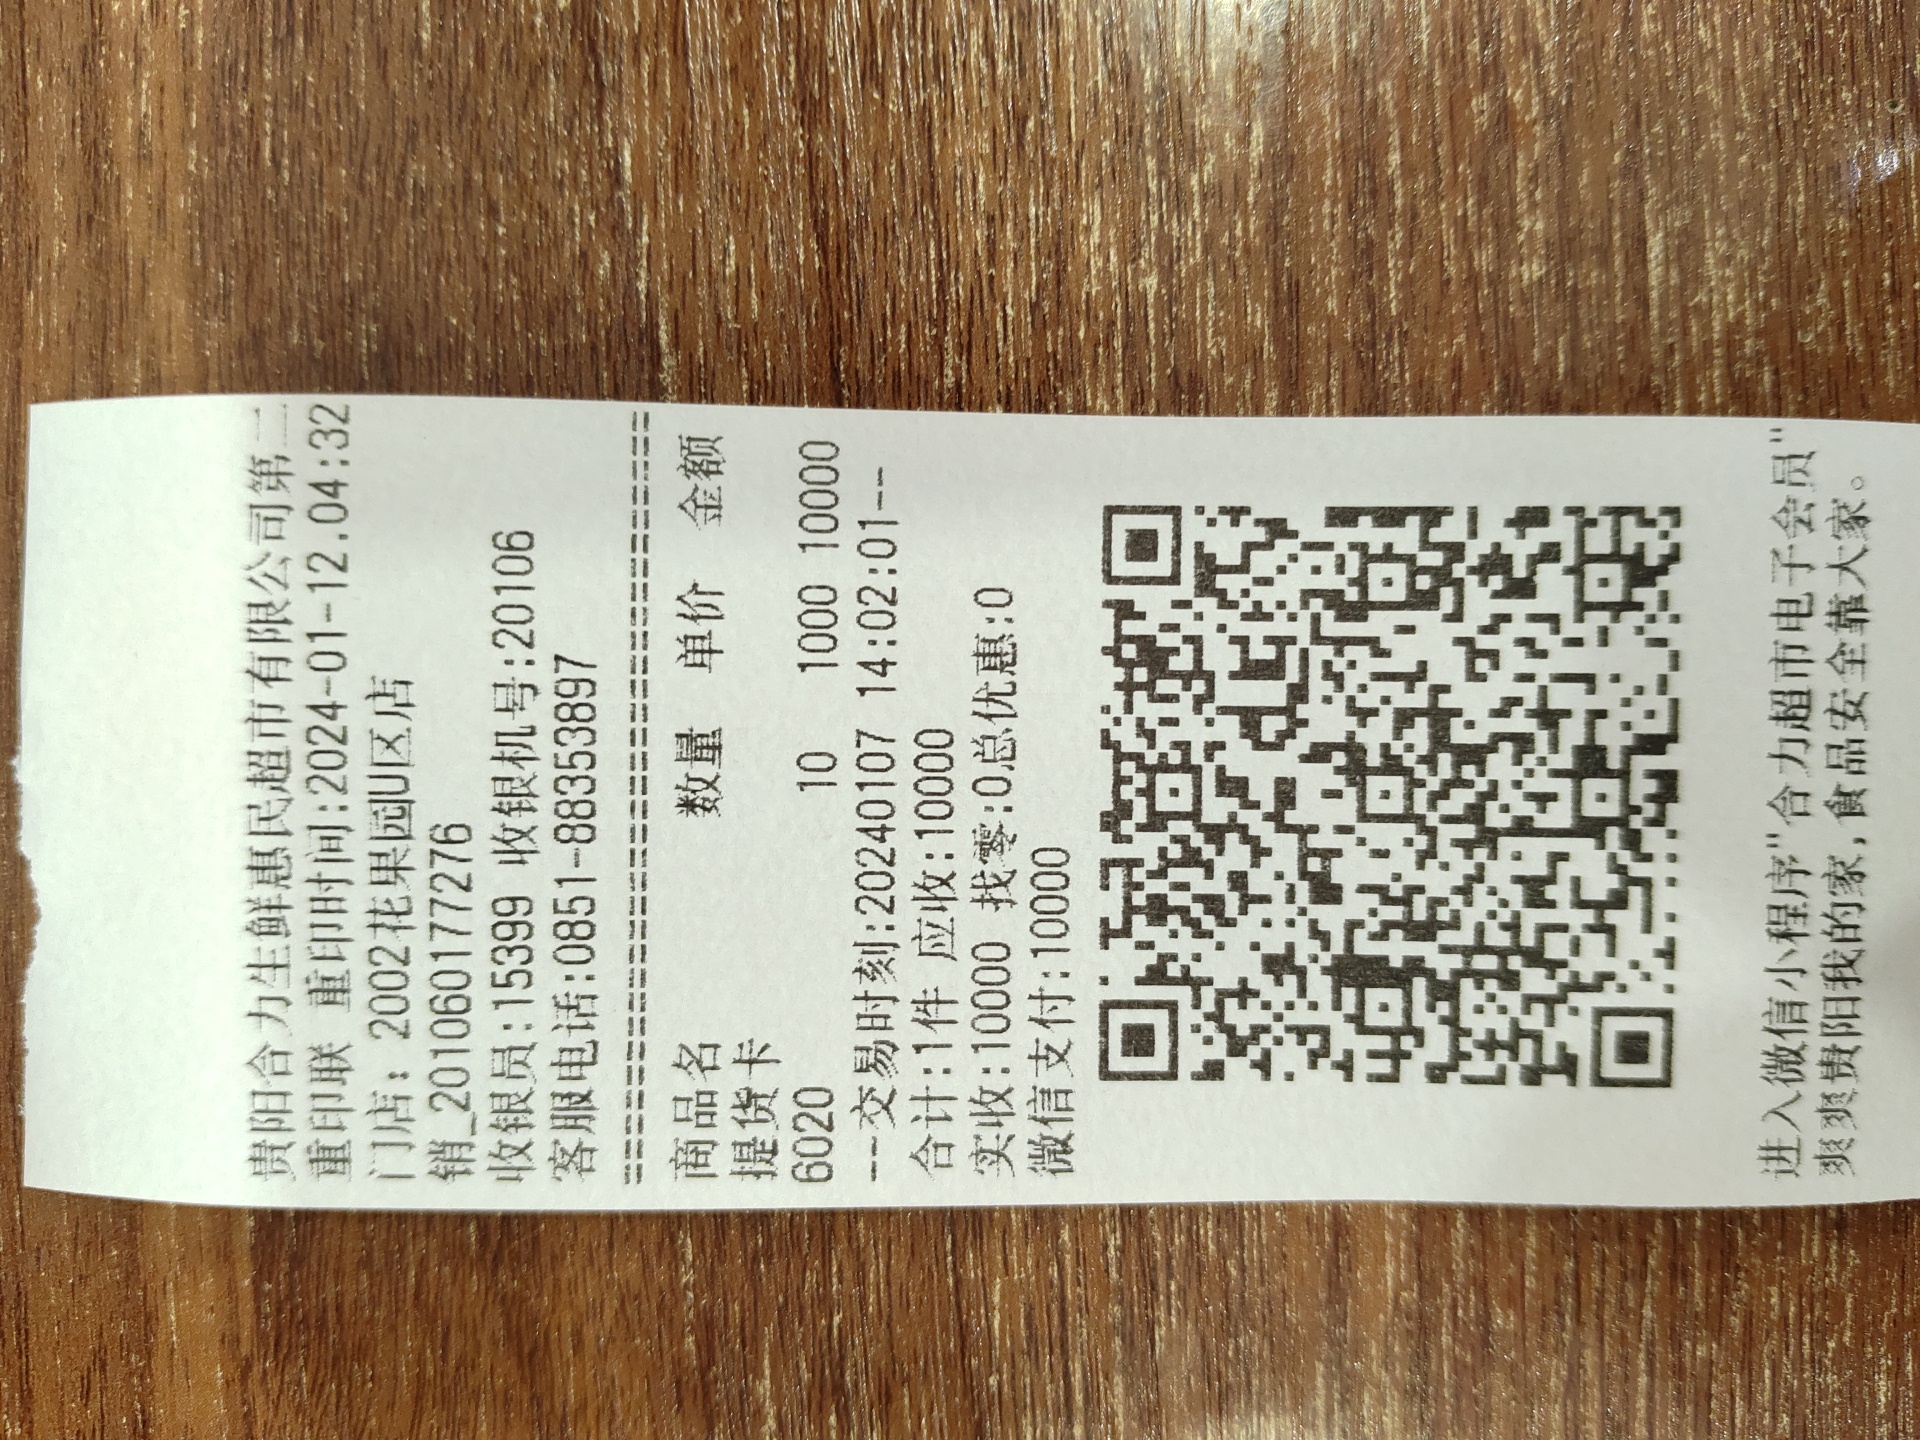 贵阳合力生鲜惠民超市有限公司第二
重印联 重印时间:2024-01-12.04:32
门店: 2002花果园U区店
销_201060177276
收银员:15399 收银机号:20106
客服电话:0851-88353897
================================
商品名 数量 单价 金额
提货卡
6020 10 1000 10000
--交易时刻:20240107 14:02:01--
合计:1件 应收:10000
实收:10000 找零:0总优惠:0
微信支付:10000
进入微信小程序"合力超市电子会员"
爽爽贵阳我的家,食品安全靠大家。